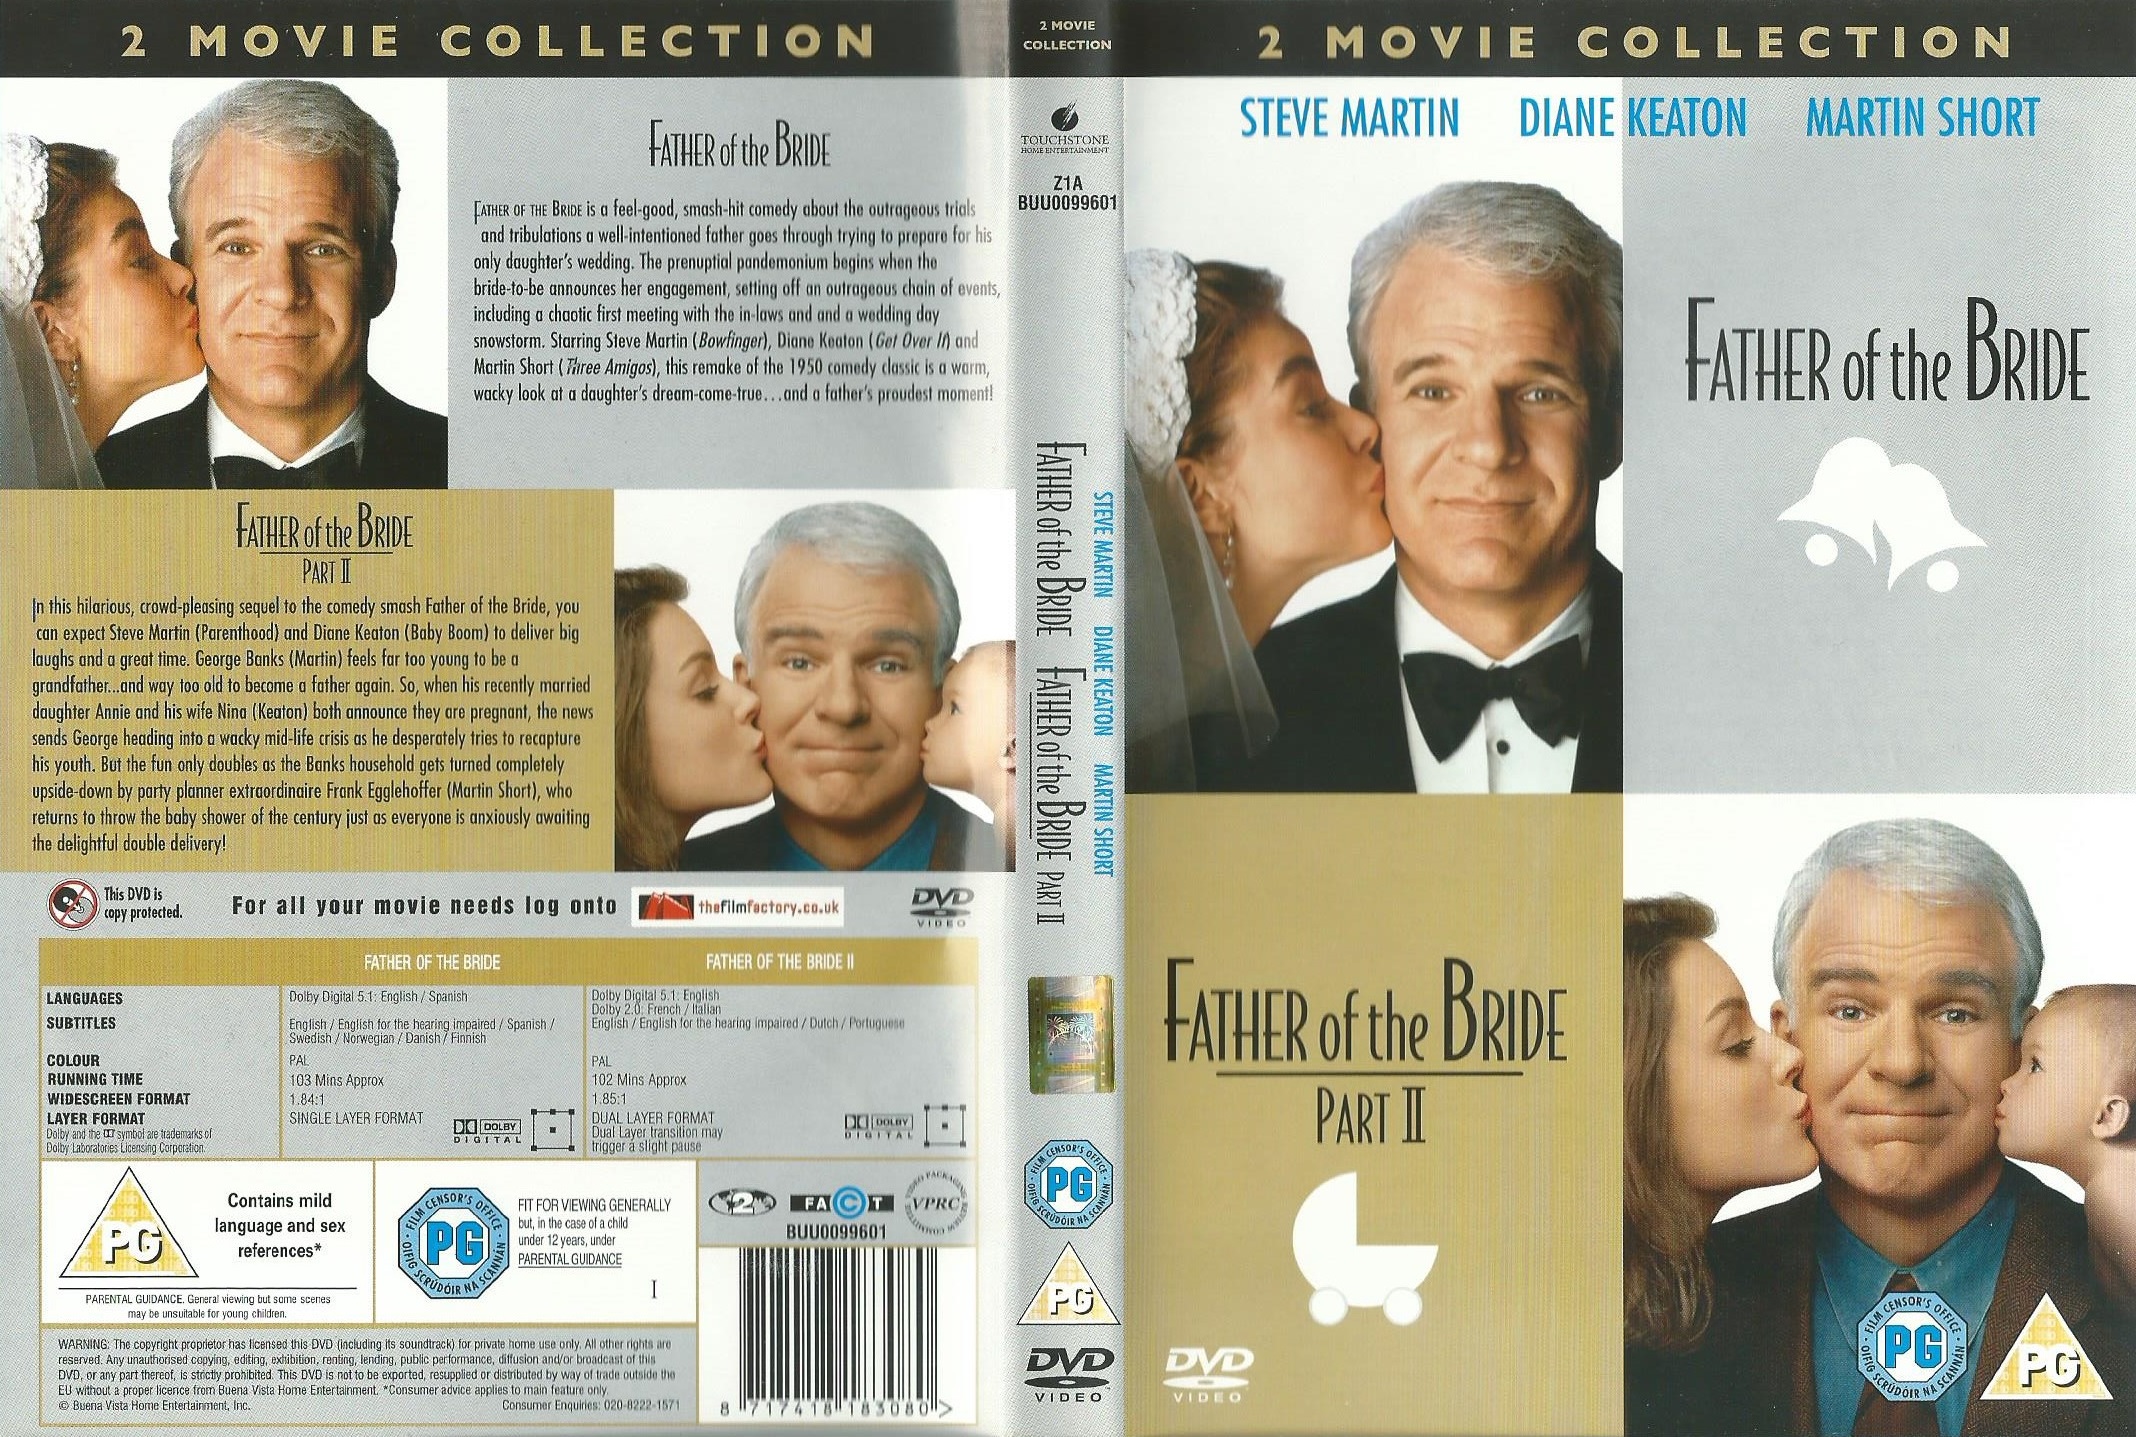 2 MOVIE COLLECTION
FATHER of the BRIDE
FATHER OF THE BRIDE is a feel-good, smash-hit comedy about the outrageous trials
and tribulations a well-intentioned father goes through trying to prepare for his
only daughter's wedding. The prenuptial pandemonium begins when the
bride-to-be announces her engagement, setting off an outrageous chain of events,
including a chaotic first meeting with the in-laws and and a wedding day
snowstorm. Starring Steve Martin (Bowfinger), Diane Keaton (Get Over It) and
Martin Short (Three Amigos), this remake of the 1950 comedy classic is a warm,
wacky look at a daughter's dream-come-true...and a father's proudest moment!
FATHER of the BRIDE
PART II
In this hilarious, crowd-pleasing sequel to the comedy smash Father of the Bride, you
can expect Steve Martin (Parenthood) and Diane Keaton (Baby Boom) to deliver big
laughs and a great time. George Banks (Martin) feels far too young to be a
grandfather...and way too old to become a father again. So, when his recently married
daughter Annie and his wife Nina (Keaton) both announce they are pregnant, the news
sends George heading into a wacky mid-life crisis as he desperately tries to recapture
his youth. But the fun only doubles as the Banks household gets turned completely
upside-down by party planner extraordinaire Frank Egglehoffer (Martin Short), who
returns to throw the baby shower of the century just as everyone is anxiously awaiting
the delightful double delivery!
This DVD is
copy protected.
For all your movie needs log onto
thefilmfactory.co.uk
DVD
VIDEO
FATHER OF THE BRIDE
FATHER OF THE BRIDE II
LANGUAGES
Dolby Digital 5.1: English / Spanish
Dolby Digital 5.1: English
Dolby 2.0: French / Italian
SUBTITLES
English / English for the hearing impaired / Spanish /
Swedish / Norwegian / Danish / Finnish
English / English for the hearing impaired / Dutch / Portuguese
COLOUR
PAL
PAL
RUNNING TIME
103 Mins Approx
102 Mins Approx
WIDESCREEN FORMAT
1.84:1
1.85:1
LAYER FORMAT
SINGLE LAYER FORMAT
DUAL LAYER FORMAT
Dual Layer transition may
trigger a slight pause
Dolby and the DD symbol are trademarks of
Dolby Laboratories Licensing Corporation.
DOLBY
DIGITAL
DOLBY
DIGITAL
PG
Contains mild
language and sex
references*
PARENTAL GUIDANCE. General viewing but some scenes
may be unsuitable for young children.
FILM CENSOR'S OFFICE
PG
OIFIG SCRÚDÓIR NA SCANNÁN
FIT FOR VIEWING GENERALLY
but, in the case of a child
under 12 years, under
PARENTAL GUIDANCE
I
2
FACT
VIDEO PACKAGING REVIEW COMMITTEE
VPRC
BUU0099601
8 717418 183080 >
WARNING: The copyright proprietor has licensed this DVD (including its soundtrack) for private home use only. All other rights are
reserved. Any unauthorised copying, editing, exhibition, renting, lending, public performance, diffusion and/or broadcast of this
DVD, or any part thereof, is strictly prohibited. This DVD is not to be exported, resupplied or distributed by way of trade outside the
EU without a proper licence from Buena Vista Home Entertainment. *Consumer advice applies to main feature only.
© Buena Vista Home Entertainment, Inc.
Consumer Enquiries: 020-8222-1571
2 MOVIE
COLLECTION
TOUCHSTONE
HOME ENTERTAINMENT
Z1A
BUU0099601
STEVE MARTIN DIANE KEATON MARTIN SHORT
FATHER of the BRIDE FATHER of the BRIDE PART II
FILM CENSOR'S OFFICE
PG
OIFIG SCRÚDÓIR NA SCANNÁN
PG
DVD
VIDEO
2 MOVIE COLLECTION
STEVE MARTIN DIANE KEATON MARTIN SHORT
FATHER of the BRIDE
FATHER of the BRIDE
PART II
DVD
VIDEO
FILM CENSOR'S OFFICE
PG
OIFIG SCRÚDÓIR NA SCANNÁN
PG